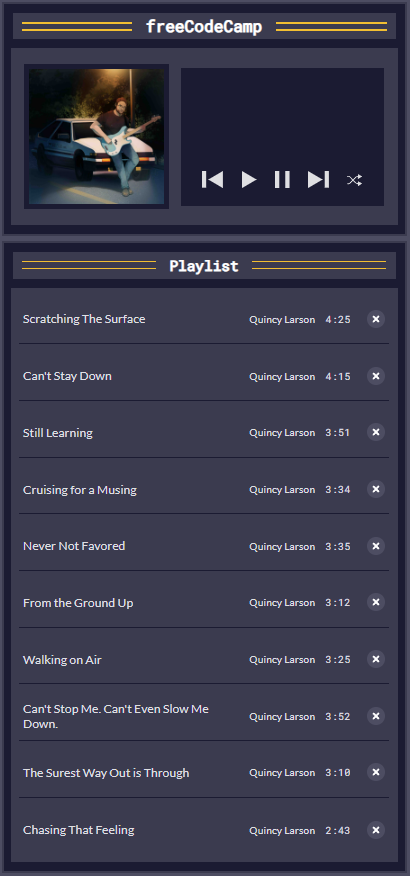 freeCodeCamp
Playlist
Scratching The Surface Quincy Larson 4:25
Can't Stay Down Quincy Larson 4:15
Still Learning Quincy Larson 3:51
Cruising for a Musing Quincy Larson 3:34
Never Not Favored Quincy Larson 3:35
From the Ground Up Quincy Larson 3:12
Walking on Air Quincy Larson 3:25
Can't Stop Me. Can't Even Slow Me
Down. Quincy Larson 3:52
The Surest Way Out is Through Quincy Larson 3:10
Chasing That Feeling Quincy Larson 2:43